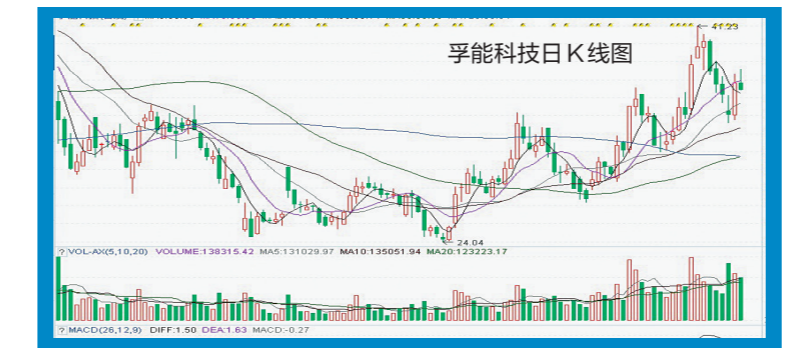 ← 41.23
孚能科技日K线图
← 24.04
? VOL-AX(5,10,20) VOLUME:138315.42 MA5:131029.97 MA10:135051.94 MA20:123223.17
? MACD(26,12,9) DIFF:1.50 DEA:1.63 MACD:-0.27